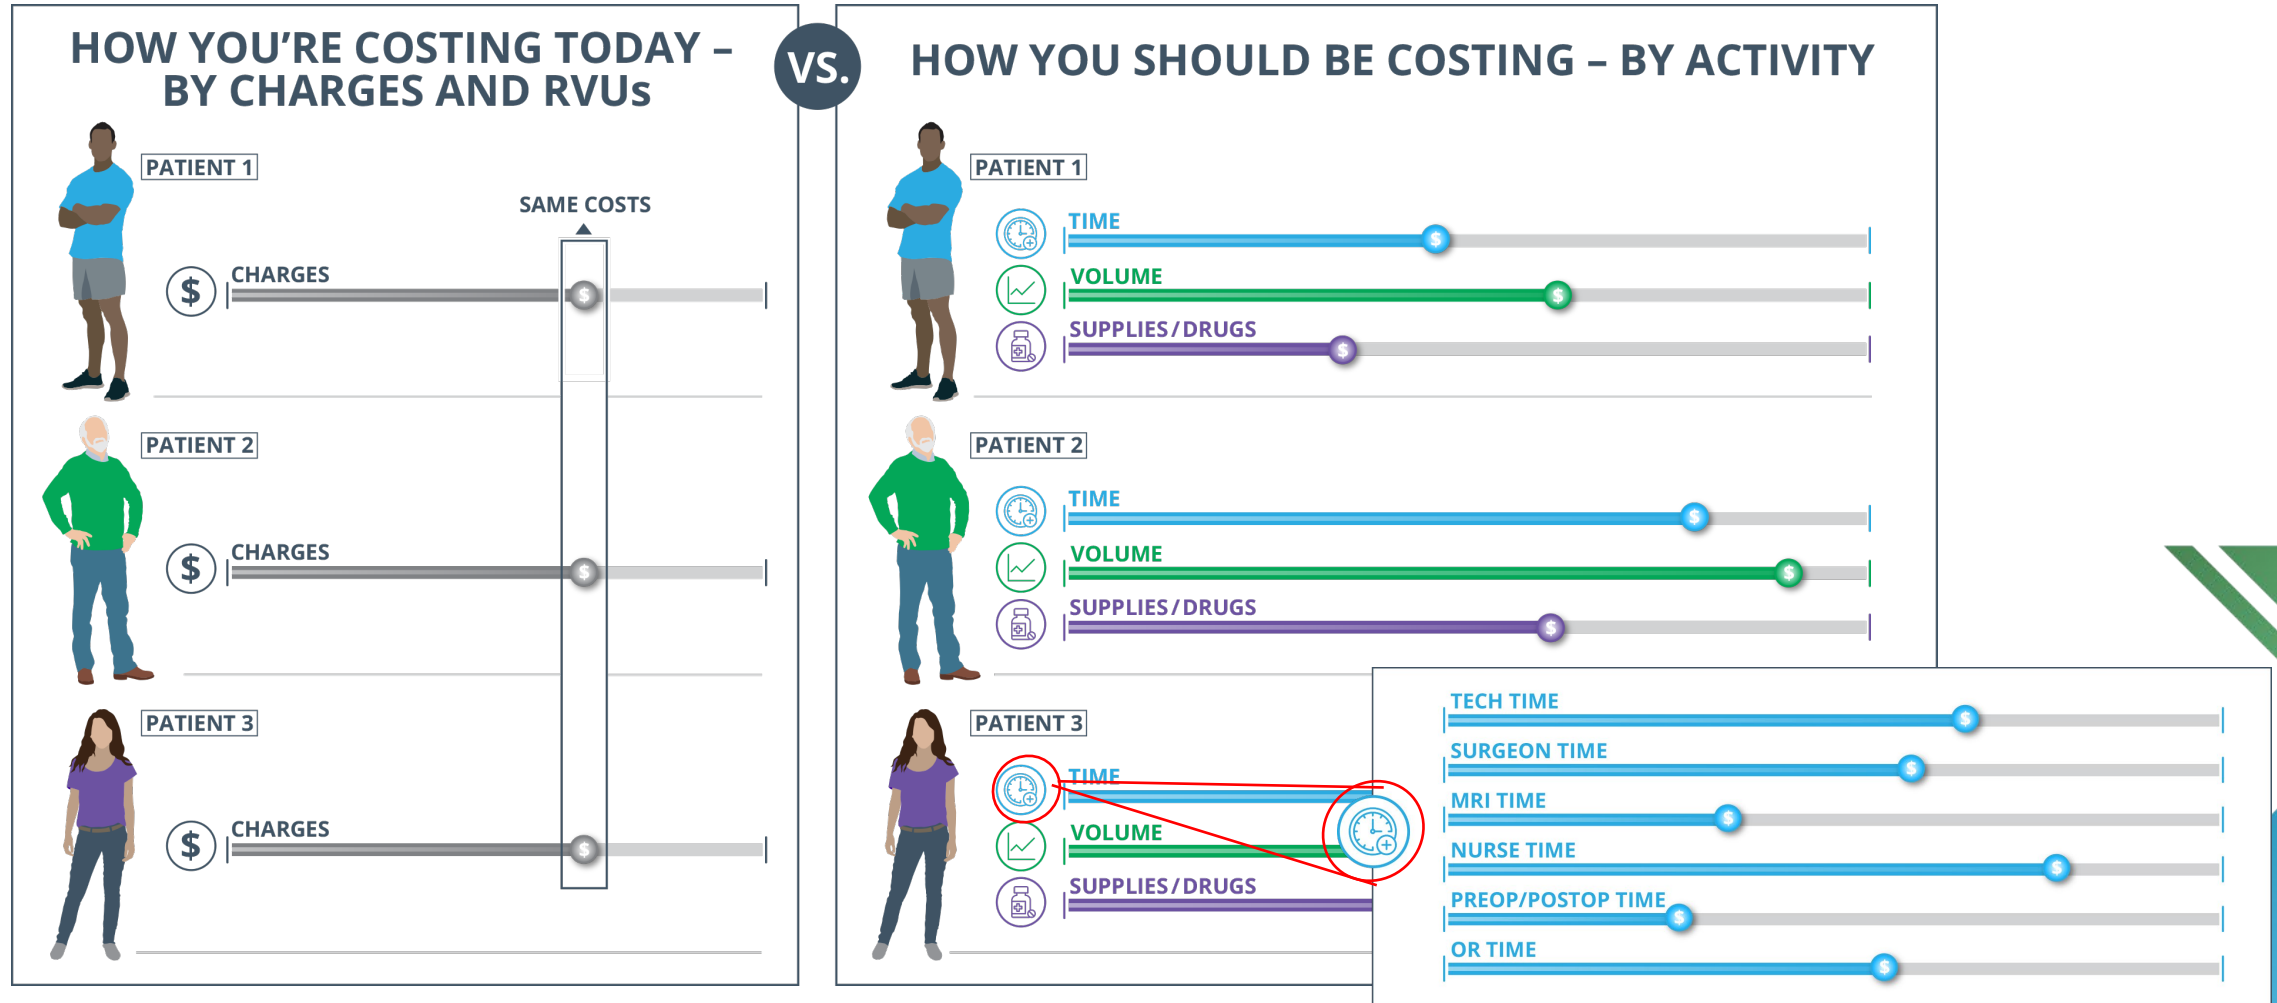 HOW YOU'RE COSTING TODAY –
BY CHARGES AND RVUs
PATIENT 1
SAME COSTS
$
CHARGES
$
PATIENT 2
$
CHARGES
$
PATIENT 3
$
CHARGES
$
VS.
HOW YOU SHOULD BE COSTING – BY ACTIVITY
PATIENT 1
TIME
$
VOLUME
$
SUPPLIES/DRUGS
$
PATIENT 2
TIME
$
VOLUME
$
SUPPLIES/DRUGS
$
PATIENT 3
TIME
VOLUME
SUPPLIES/DRUGS
TECH TIME
$
SURGEON TIME
$
MRI TIME
$
NURSE TIME
$
PREOP/POSTOP TIME
$
OR TIME
$